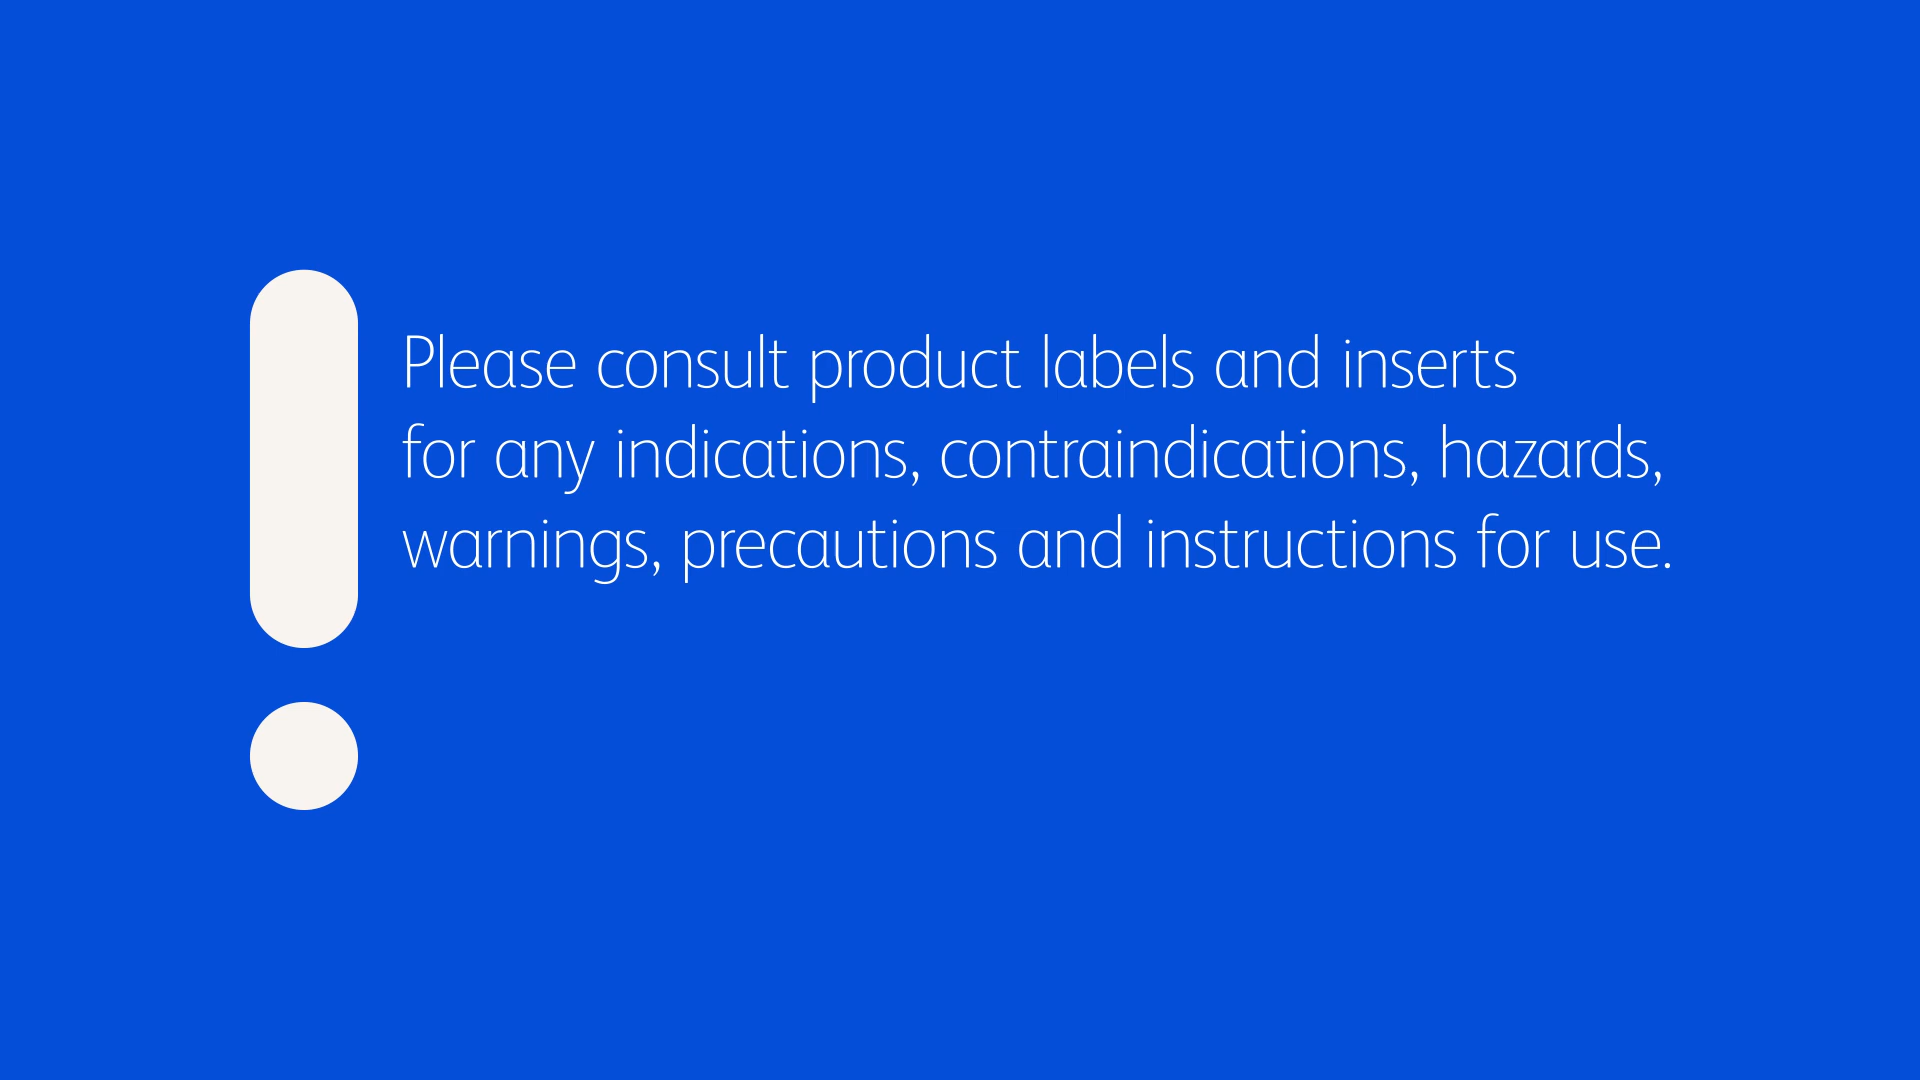 Please consult product labels and inserts
for any indications, contraindications, hazards,
warnings, precautions and instructions for use.